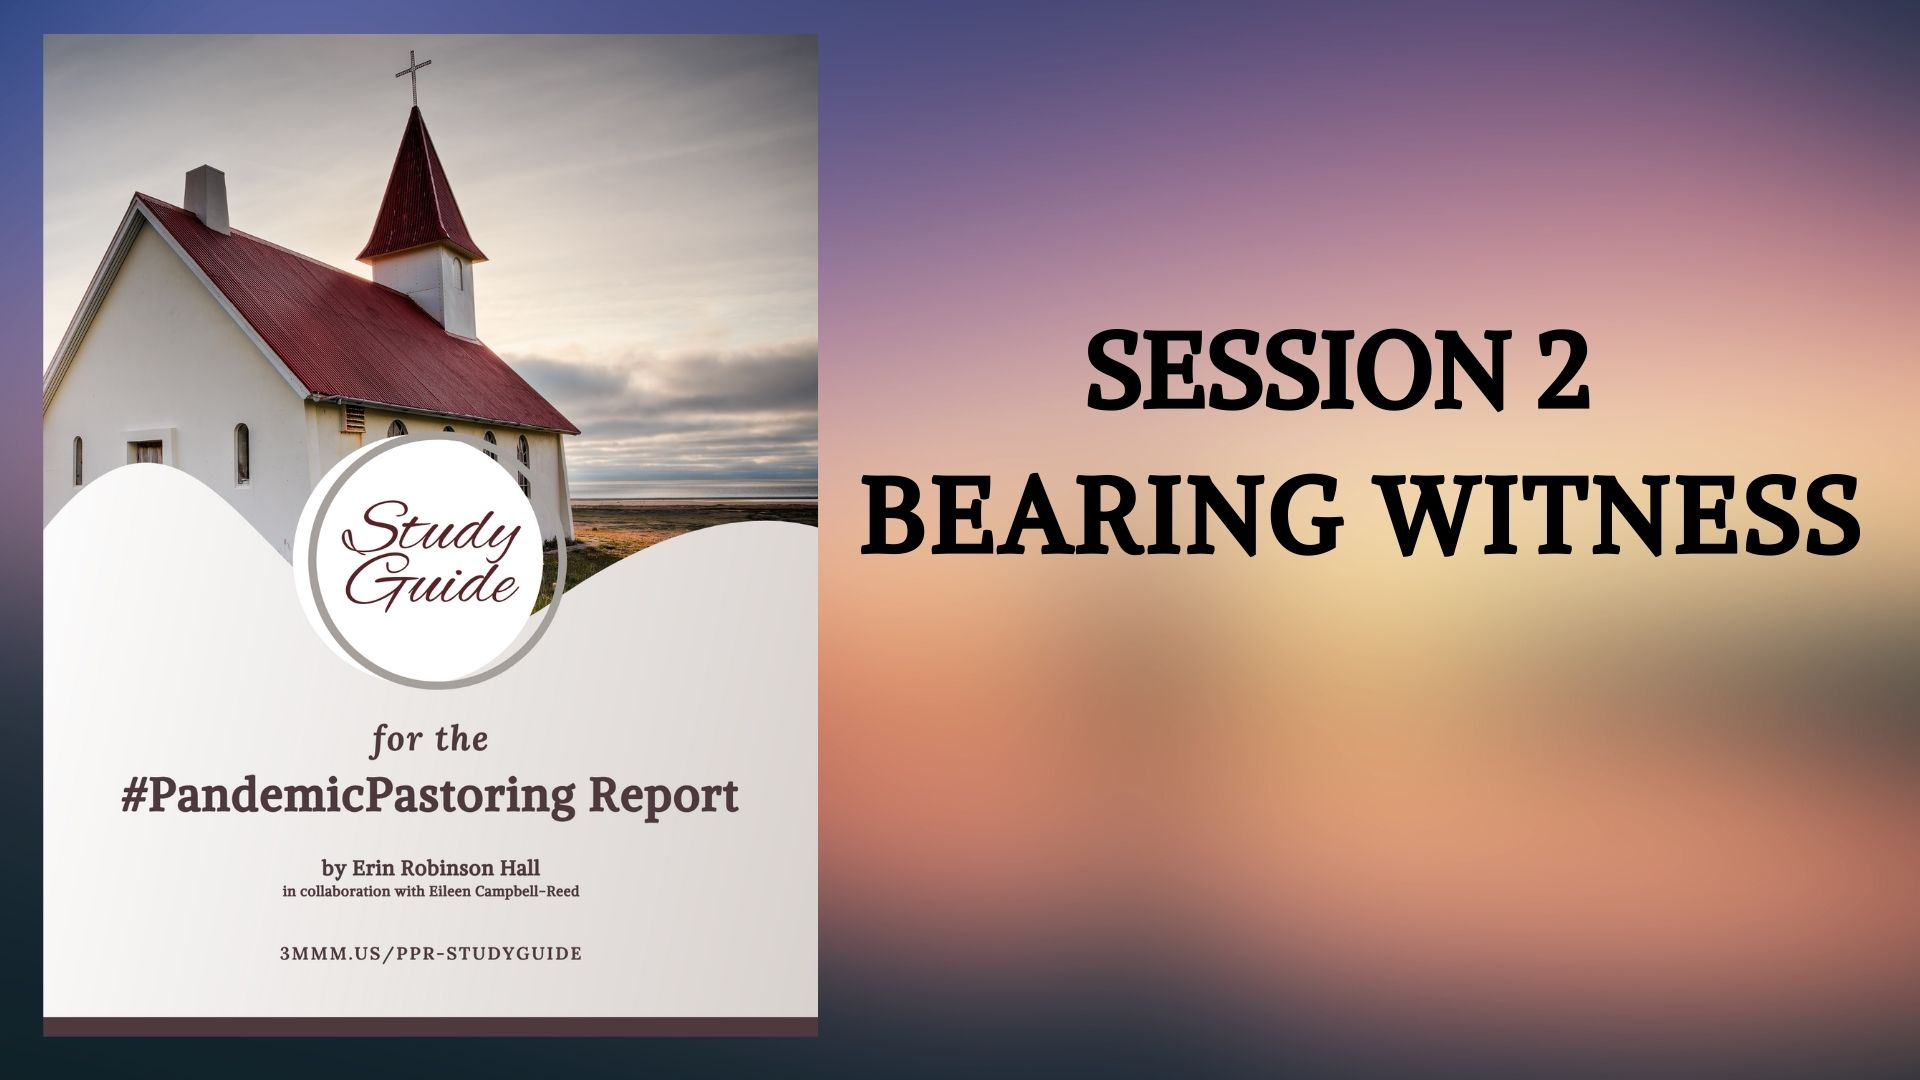 Study
Guide
for the
#PandemicPastoring Report
by Erin Robinson Hall
in collaboration with Eileen Campbell-Reed
3MMM.US/PPR-STUDYGUIDE
SESSION 2
BEARING WITNESS